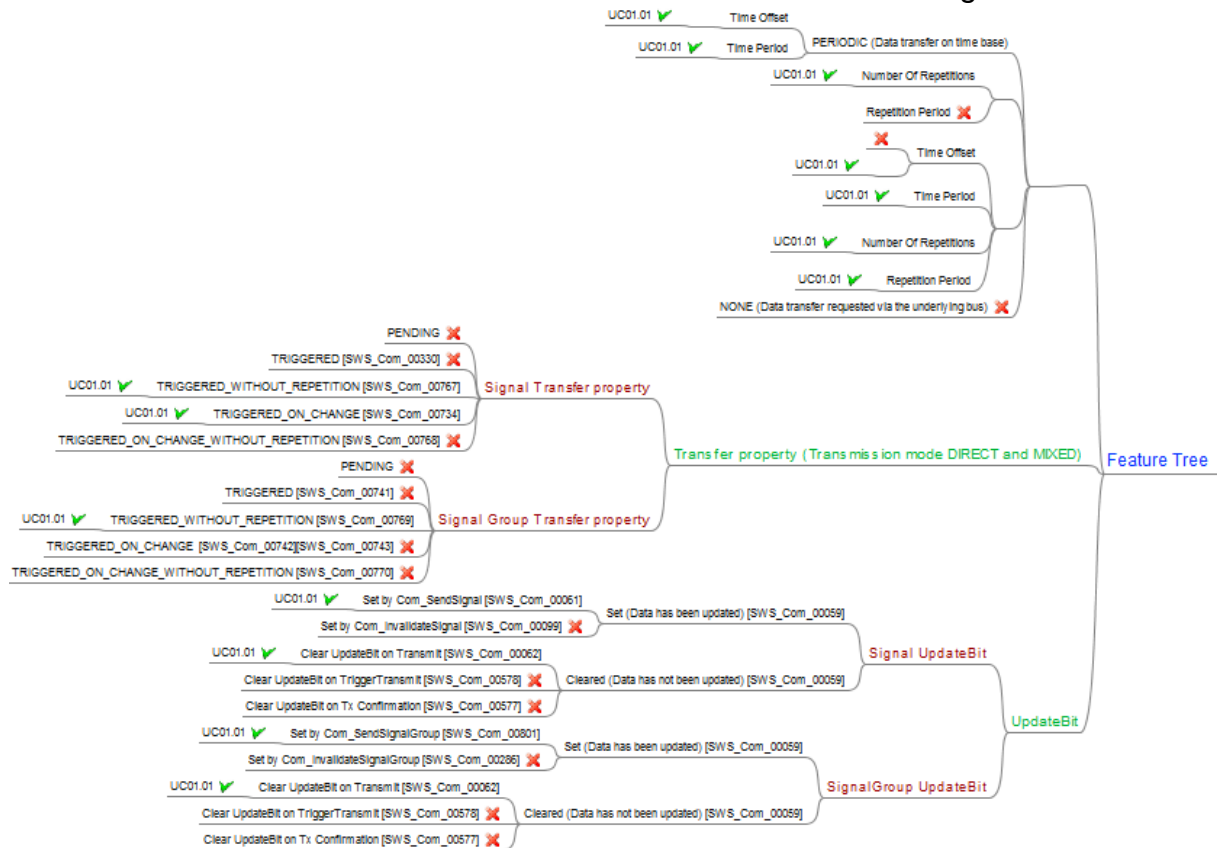 UC01.01 Time Offset
UC01.01 Time Period
PERIODIC (Data transfer on time base)
UC01.01 Number Of Repetitions
Repetition Period
Time Offset
UC01.01
UC01.01 Time Period
UC01.01 Number Of Repetitions
UC01.01 Repetition Period
NONE (Data transfer requested via the underlying bus)
PENDING
TRIGGERED [SWS_Com_00330]
UC01.01 TRIGGERED_WITHOUT_REPETITION [SWS_Com_00767]
Signal Transfer property
UC01.01 TRIGGERED_ON_CHANGE [SWS_Com_00734]
TRIGGERED_ON_CHANGE_WITHOUT_REPETITION [SWS_Com_00768]
Transfer property (Transmission mode DIRECT and MIXED)
Feature Tree
PENDING
TRIGGERED [SWS_Com_00741]
UC01.01 TRIGGERED_WITHOUT_REPETITION [SWS_Com_00769]
Signal Group Transfer property
TRIGGERED_ON_CHANGE [SWS_Com_00742][SWS_Com_00743]
TRIGGERED_ON_CHANGE_WITHOUT_REPETITION [SWS_Com_00770]
UC01.01 Set by Com_SendSignal [SWS_Com_00061]
Set (Data has been updated) [SWS_Com_00059]
Set by Com_InvalidateSignal [SWS_Com_00099]
UC01.01 Clear UpdateBit on Transmit [SWS_Com_00062]
Signal UpdateBit
Clear UpdateBit on TriggerTransmit [SWS_Com_00578]
Cleared (Data has not been updated) [SWS_Com_00059]
Clear UpdateBit on Tx Confirmation [SWS_Com_00577]
UpdateBit
UC01.01 Set by Com_SendSignalGroup [SWS_Com_00801]
Set (Data has been updated) [SWS_Com_00059]
Set by Com_InvalidateSignalGroup [SWS_Com_00286]
UC01.01 Clear UpdateBit on Transmit [SWS_Com_00062]
SignalGroup UpdateBit
Clear UpdateBit on TriggerTransmit [SWS_Com_00578]
Cleared (Data has not been updated) [SWS_Com_00059]
Clear UpdateBit on Tx Confirmation [SWS_Com_00577]